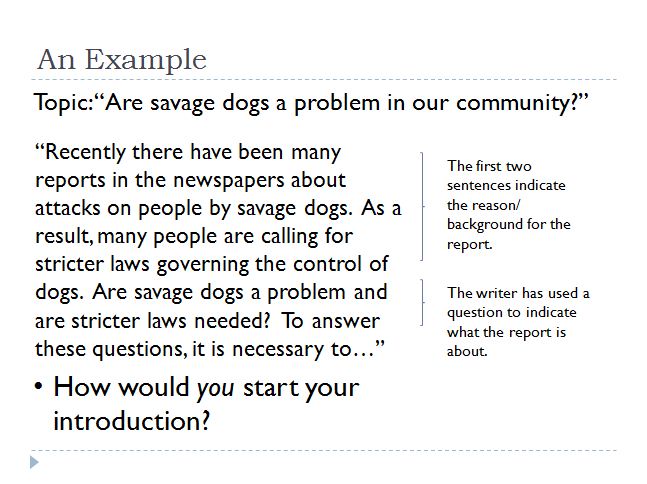 An Example
Topic:“Are savage dogs a problem in our community?”
“Recently there have been many
reports in the newspapers about
attacks on people by savage dogs.  As a
result, many people are calling for
stricter laws governing the control of
dogs.  Are savage dogs a problem and
are stricter laws needed?  To answer
these questions, it is necessary to…”
The first two
sentences indicate
the reason/
background for the
report.
The writer has used a
question to indicate
what the report is
about.
• How would you start your
introduction?